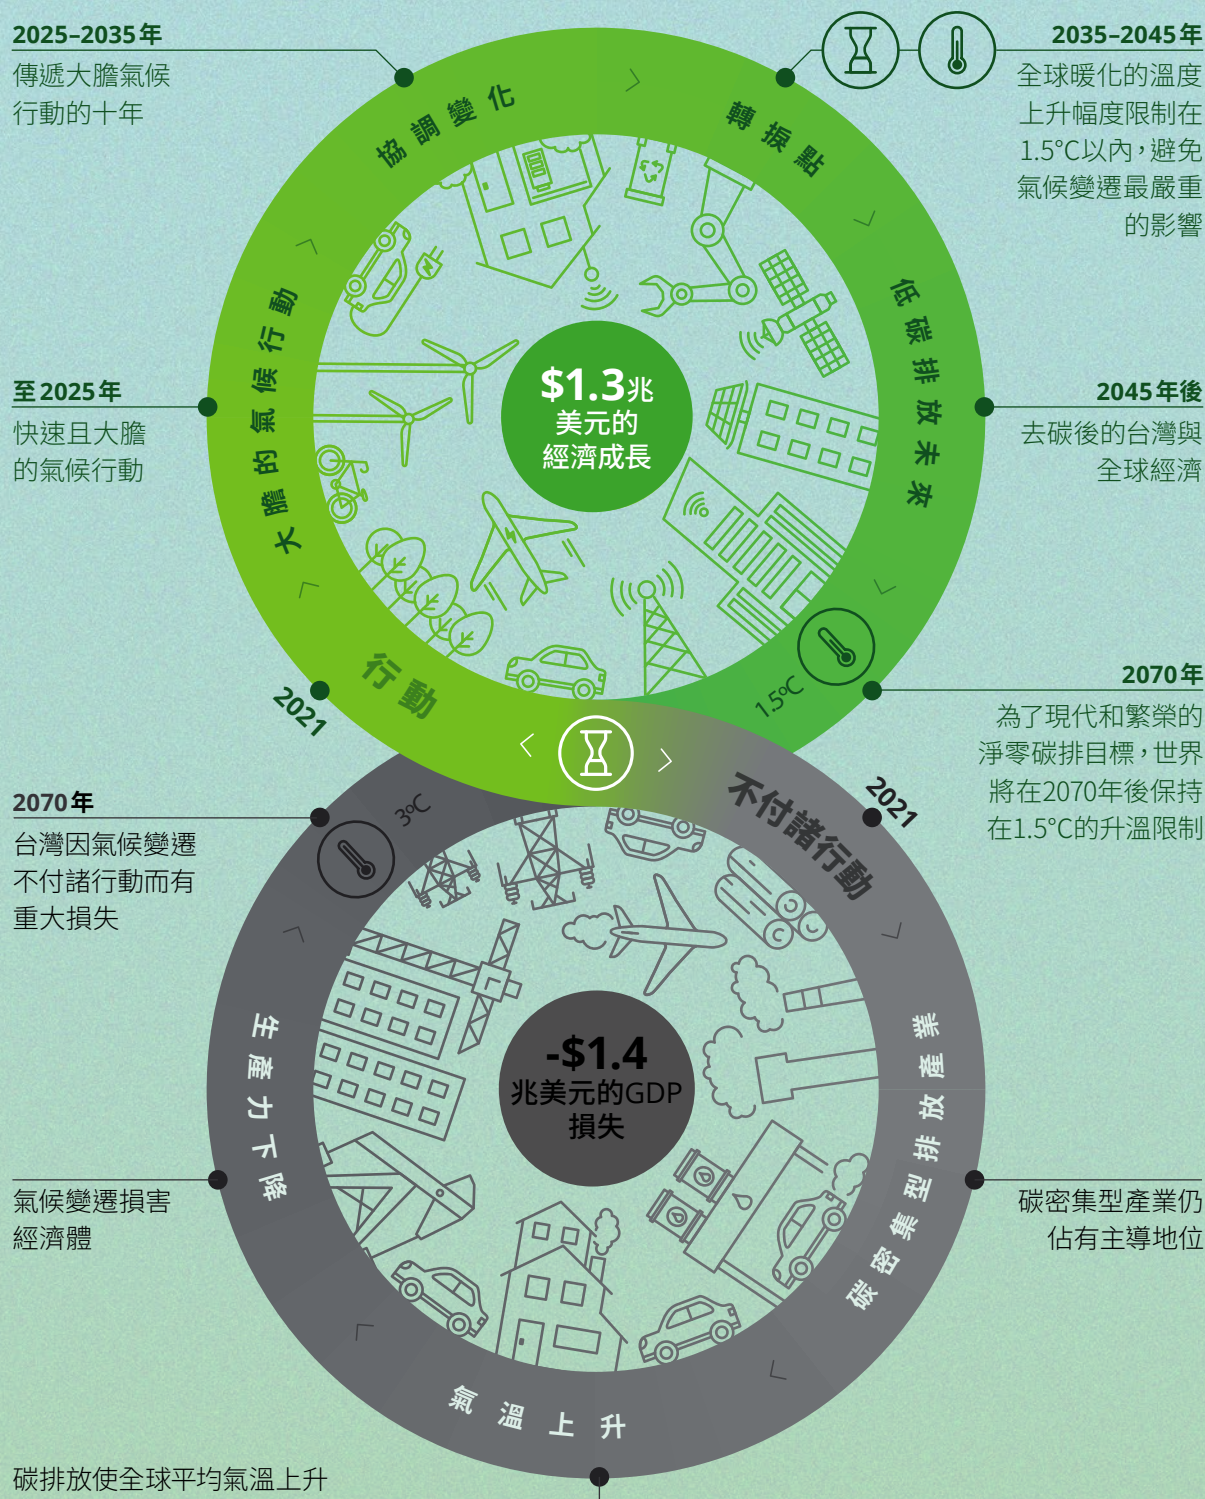 2025–2035年
傳遞大膽氣候
行動的十年
2035–2045年
全球暖化的溫度
上升幅度限制在
1.5°C以內，避免
氣候變遷最嚴重
的影響
協調變化
轉捩點
大膽的氣候行動
低碳排放未來
至2025年
快速且大膽
的氣候行動
$1.3兆
美元的
經濟成長
2045年後
去碳後的台灣與
全球經濟
行動
2021
1.5ºC
2070年
為了現代和繁榮的
淨零碳排目標，世界
將在2070年後保持
在1.5°C的升溫限制
2070年
台灣因氣候變遷
不付諸行動而有
重大損失
3ºC
不付諸行動
2021
生產力下降
-$1.4
兆美元的GDP
損失
碳密集型排放產業
氣候變遷損害
經濟體
碳密集型產業仍
佔有主導地位
氣溫上升
碳排放使全球平均氣溫上升